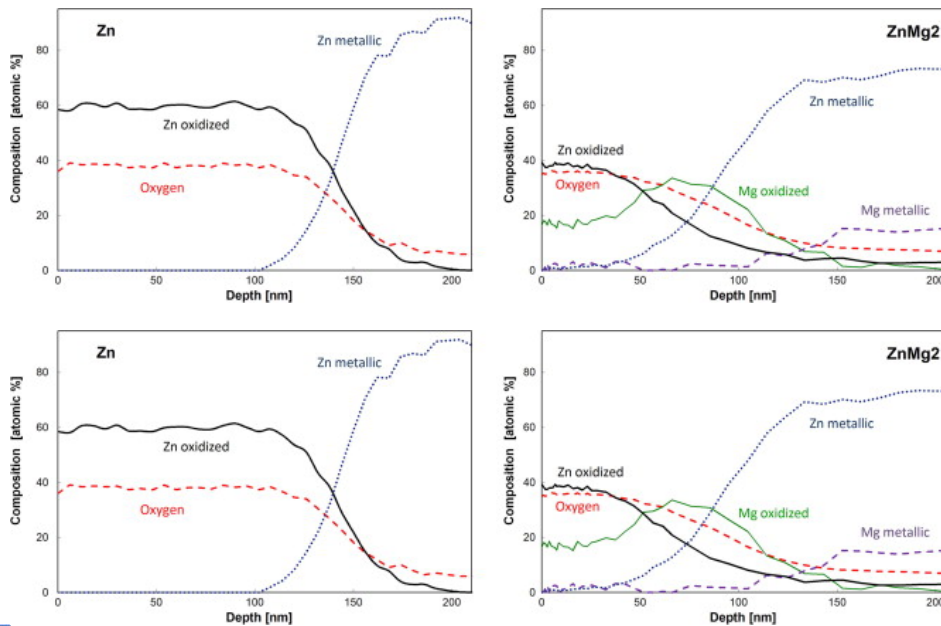 Zn
Composition [atomic %]
80
60
40
20
0
Zn metallic
Zn oxidized
Oxygen
0 50 100 150 200
Depth [nm]
ZnMg2
Composition [atomic %]
80
60
40
20
0
Zn metallic
Zn oxidized
Oxygen
Mg oxidized
Mg metallic
0 50 100 150 200
Depth [nm]
Zn
Composition [atomic %]
80
60
40
20
0
Zn metallic
Zn oxidized
Oxygen
0 50 100 150 200
Depth [nm]
ZnMg2
Composition [atomic %]
80
60
40
20
0
Zn metallic
Zn oxidized
Oxygen
Mg oxidized
Mg metallic
0 50 100 150 200
Depth [nm]